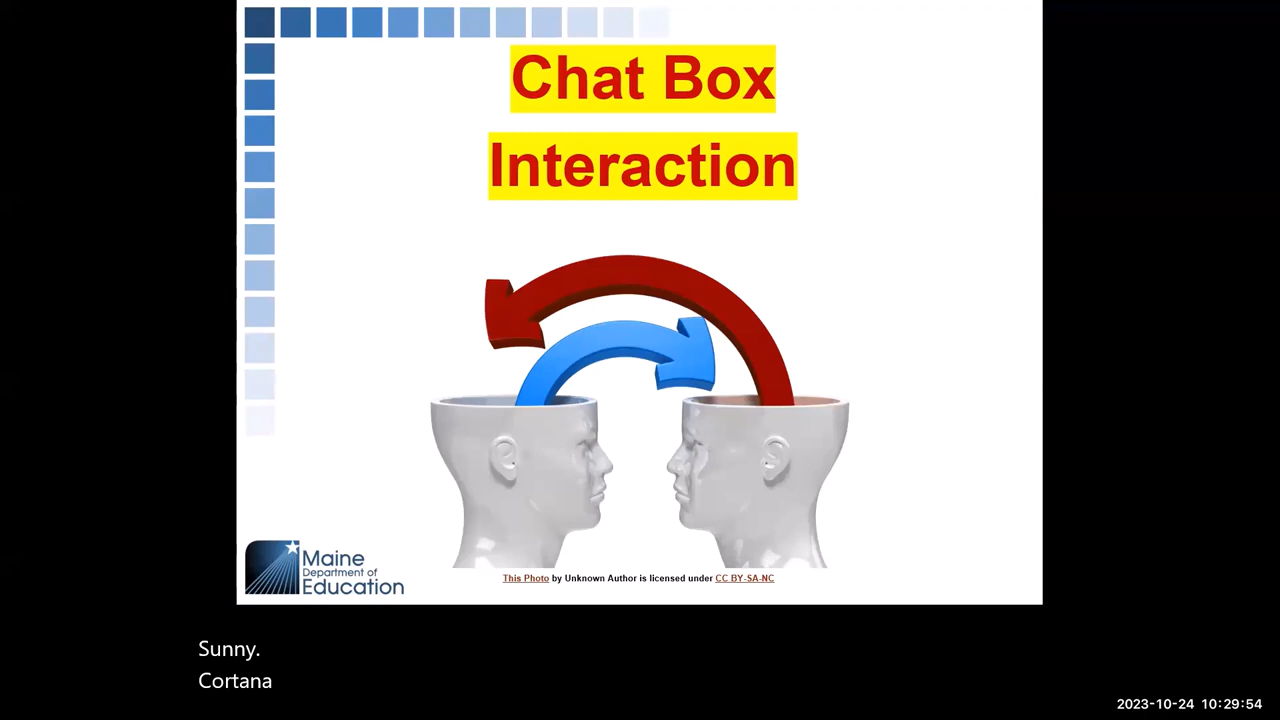 Chat Box
Interaction
Maine
Department of
Education
This Photo by Unknown Author is licensed under CC BY-SA-NC
Sunny.
Cortana
2023-10-24 10:29:54